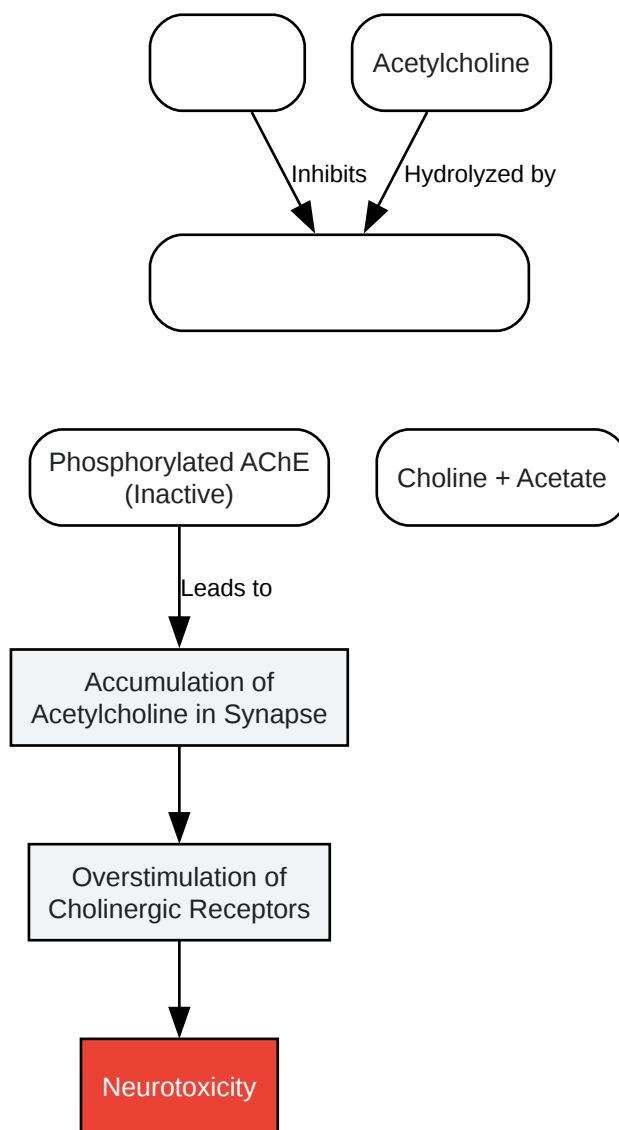 Acetylcholine
Inhibits
Hydrolyzed by
Phosphorylated AChE
(Inactive)
Choline + Acetate
Leads to
Accumulation of
Acetylcholine in Synapse
Overstimulation of
Cholinergic Receptors
Neurotoxicity